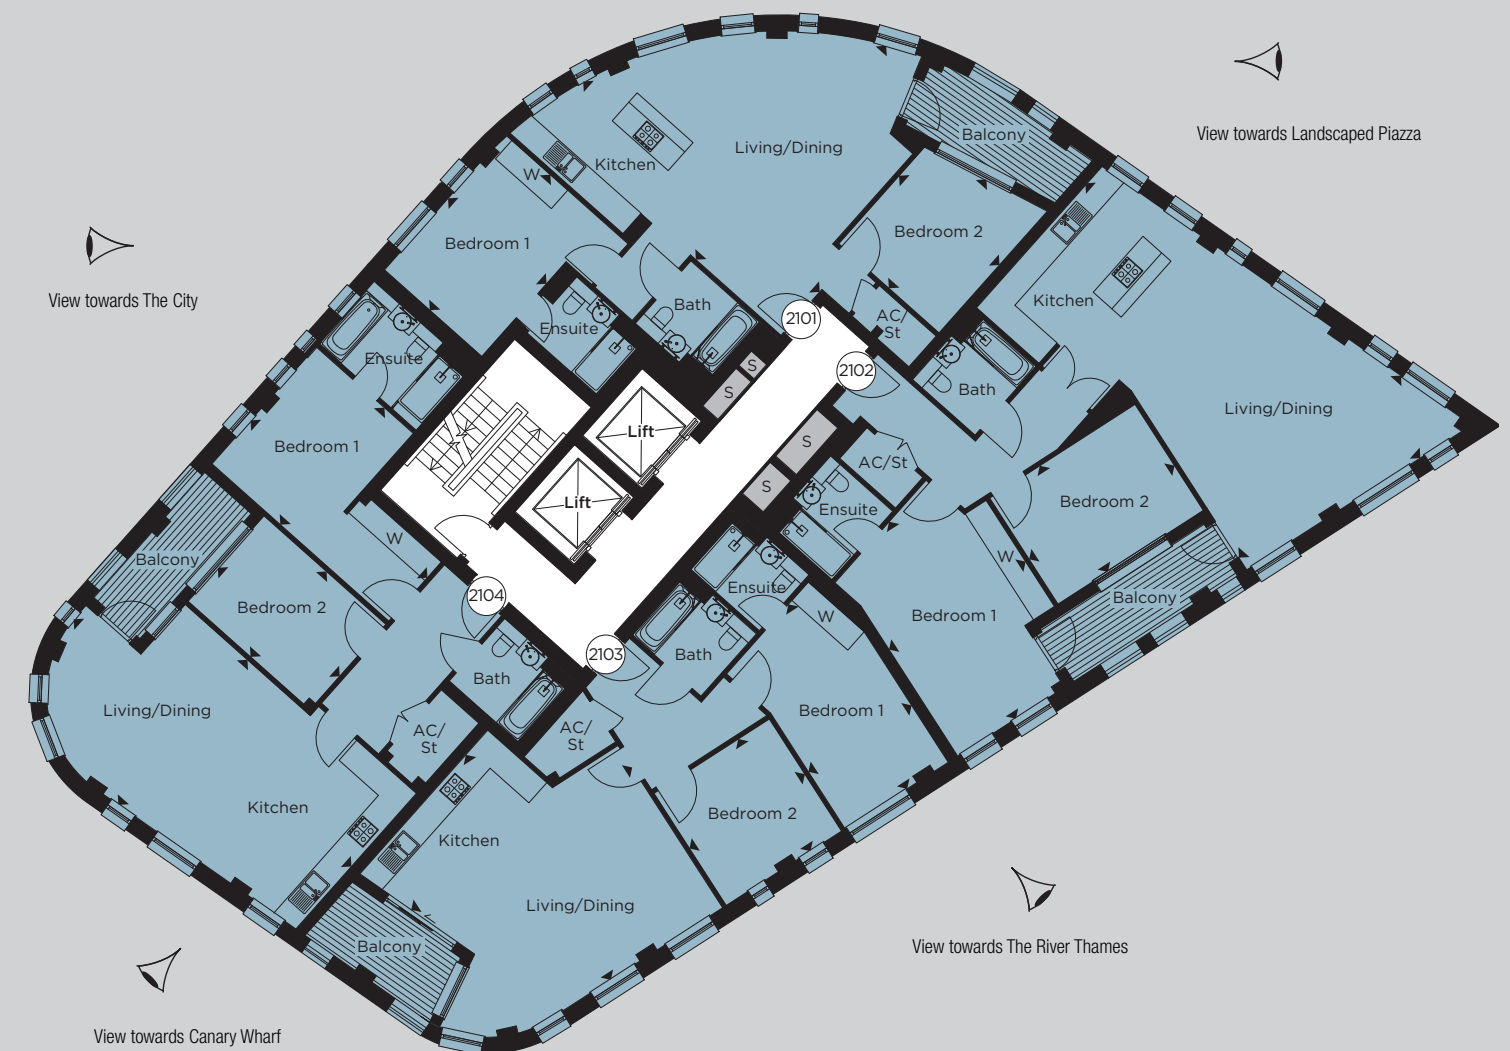 View towards Landscaped Piazza
View towards The City
Living/Dining
Balcony
Kitchen
W
Bedroom 1
Bedroom 2
Ensuite
Bath
AC/
St
2101
2102
S
S
Kitchen
Living/Dining
Bath
Bedroom 2
AC/St
Ensuite
W
Bedroom 1
Balcony
S
S
Lift
Lift
Ensuite
Bedroom 1
W
Balcony
Bedroom 2
2104
2103
Bath
Living/Dining
AC/
St
Kitchen
Ensuite
W
Bath
Bedroom 1
AC/
St
Bedroom 2
Kitchen
Living/Dining
Balcony
View towards The River Thames
View towards Canary Wharf